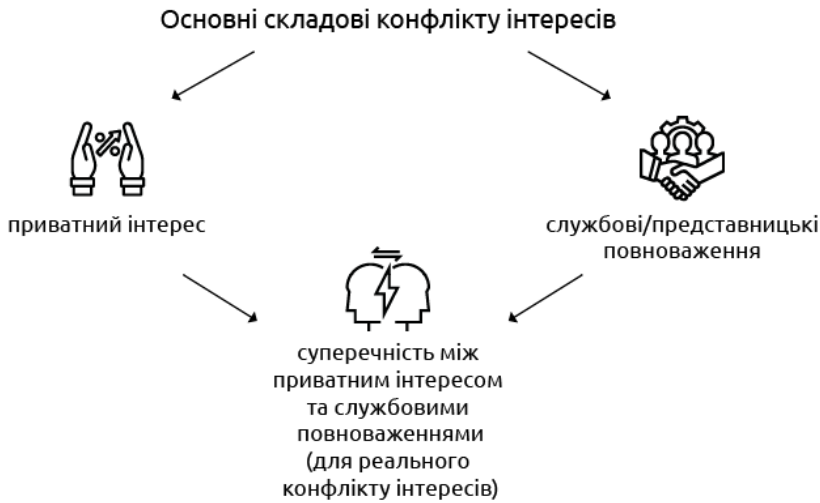 Основні складові конфлікту інтересів
приватний інтерес
службові/представницькі
повноваження
суперечність між
приватним інтересом
та службовими
повноваженнями
(для реального
конфлікту інтересів)